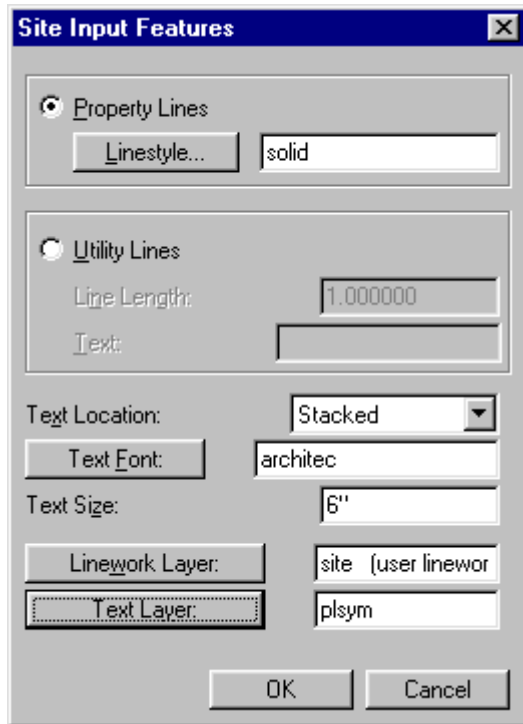 Site Input Features
Property Lines
Linestyle... solid
Utility Lines
Line Length: 1.000000
Text:
Text Location: Stacked
Text Font: architec
Text Size: 6"
Linework Layer: site (user linewor
Text Layer: plsym
OK Cancel